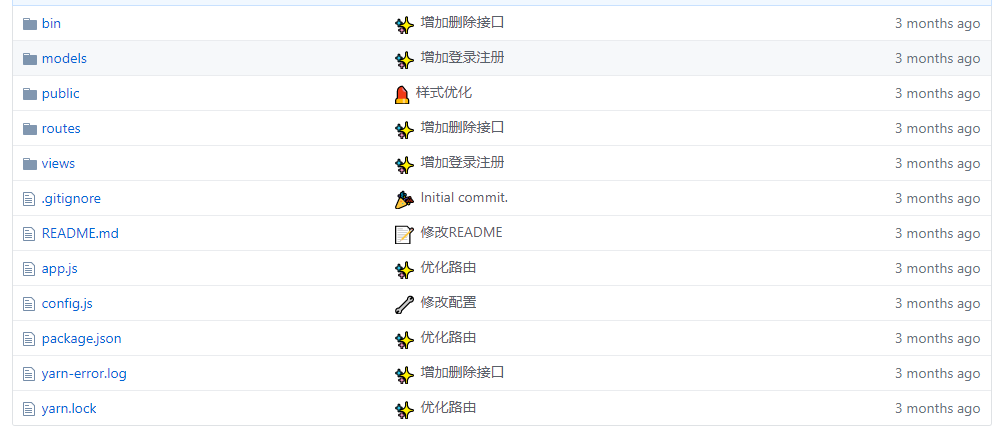 bin 增加删除接口 3 months ago
models 增加登录注册 3 months ago
public 样式优化 3 months ago
routes 增加删除接口 3 months ago
views 增加登录注册 3 months ago
.gitignore Initial commit. 3 months ago
README.md 修改README 3 months ago
app.js 优化路由 3 months ago
config.js 修改配置 3 months ago
package.json 优化路由 3 months ago
yarn-error.log 增加删除接口 3 months ago
yarn.lock 优化路由 3 months ago